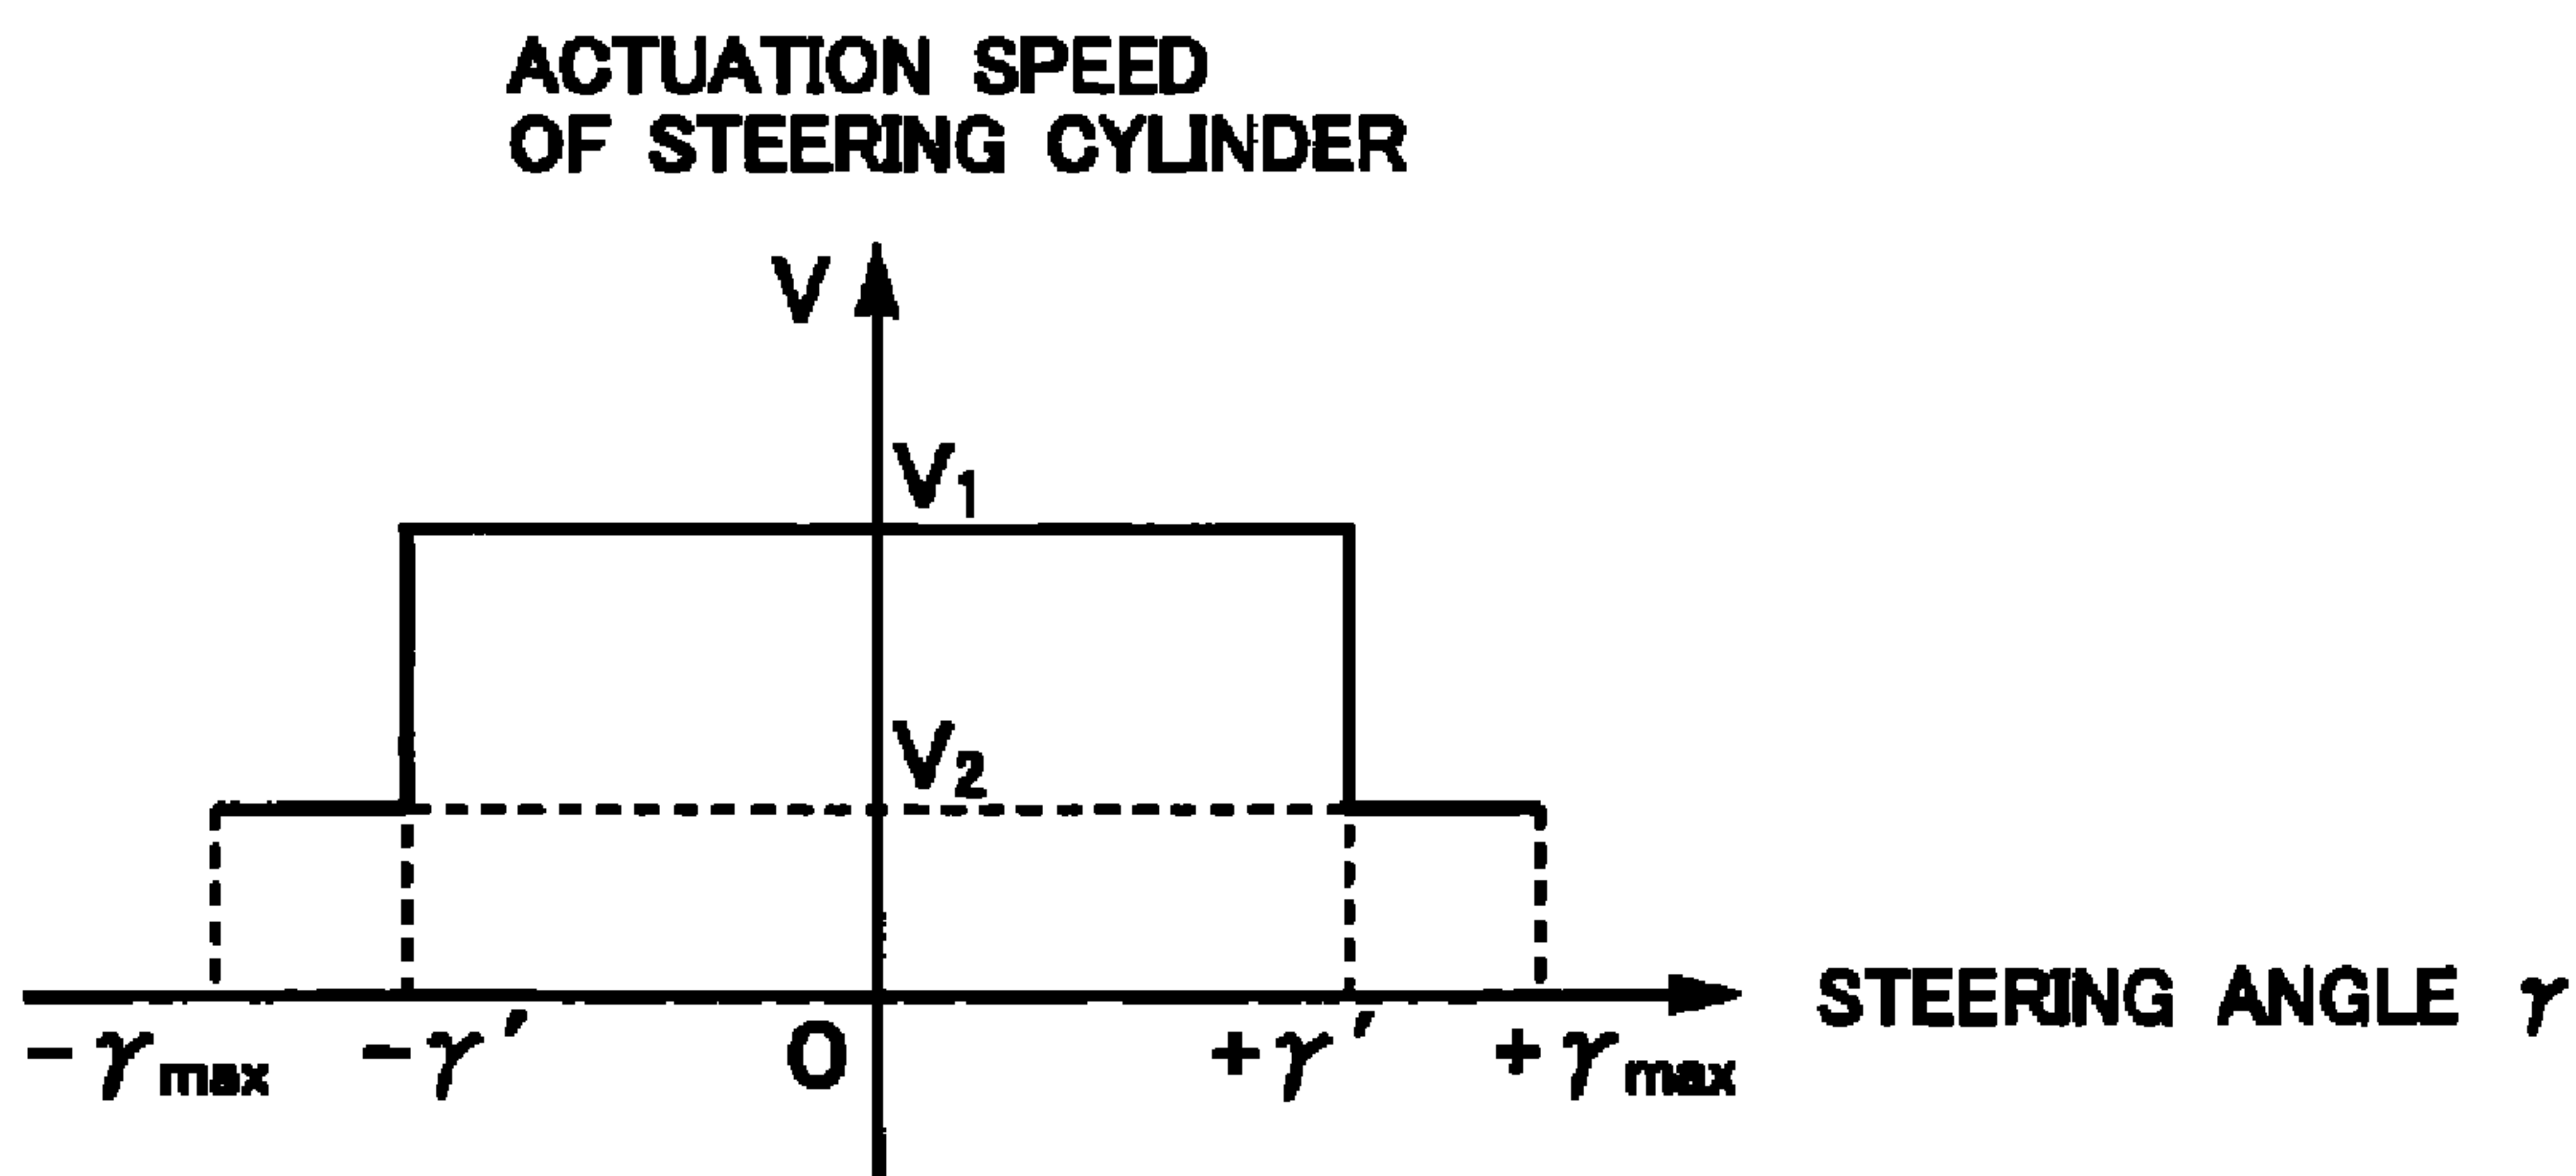 ACTUATION SPEED
OF STEERING CYLINDER
V
V₁
V₂
STEERING ANGLE γ
−γmax −γ′ O +γ′ +γmax